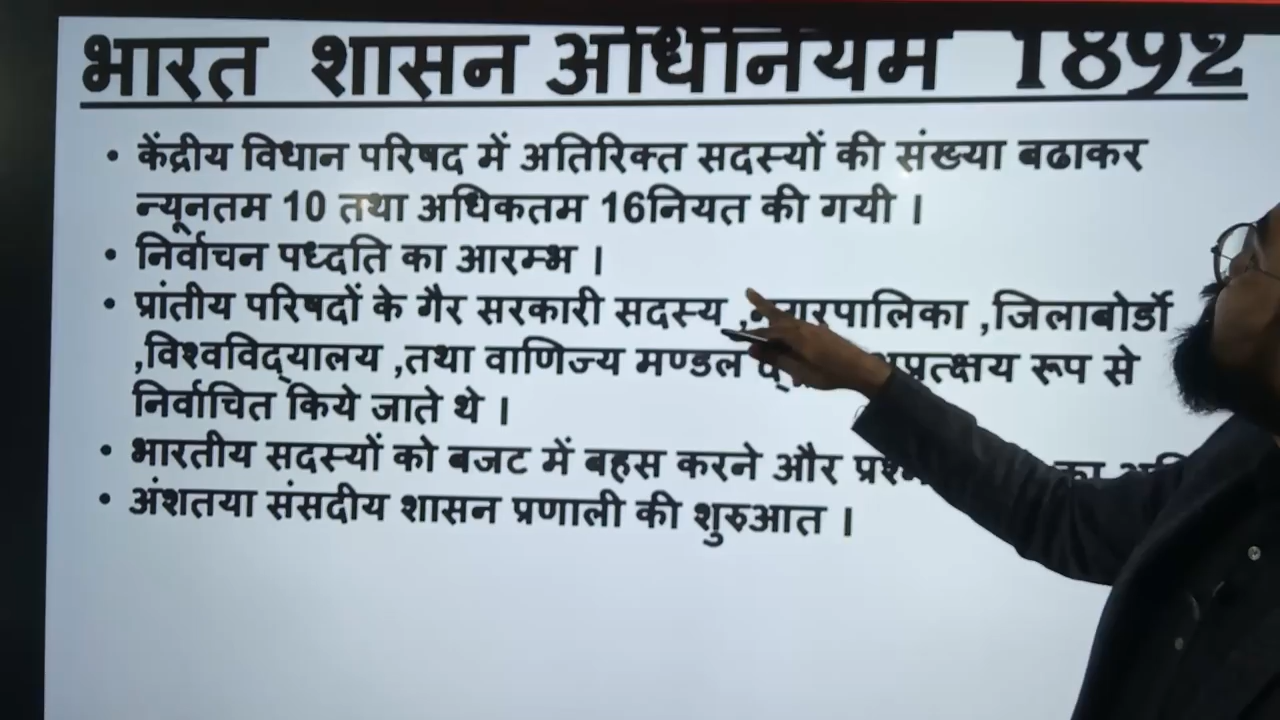 भारत शासन अधिनियम 1892
• केंद्रीय विधान परिषद में अतिरिक्त सदस्यों की संख्या बढाकर
न्यूनतम 10 तथा अधिकतम 16नियत की गयी ।
• निर्वाचन पध्दति का आरम्भ ।
• प्रांतीय परिषदों के गैर सरकारी सदस्य ,नगरपालिका ,जिलाबोर्डो
,विश्वविद्यालय ,तथा वाणिज्य मण्डल रूप से
निर्वाचित किये जाते थे ।
• भारतीय सदस्यों को बजट में बहस करने और का
• अंशतया संसदीय शासन प्रणाली की शुरुआत ।